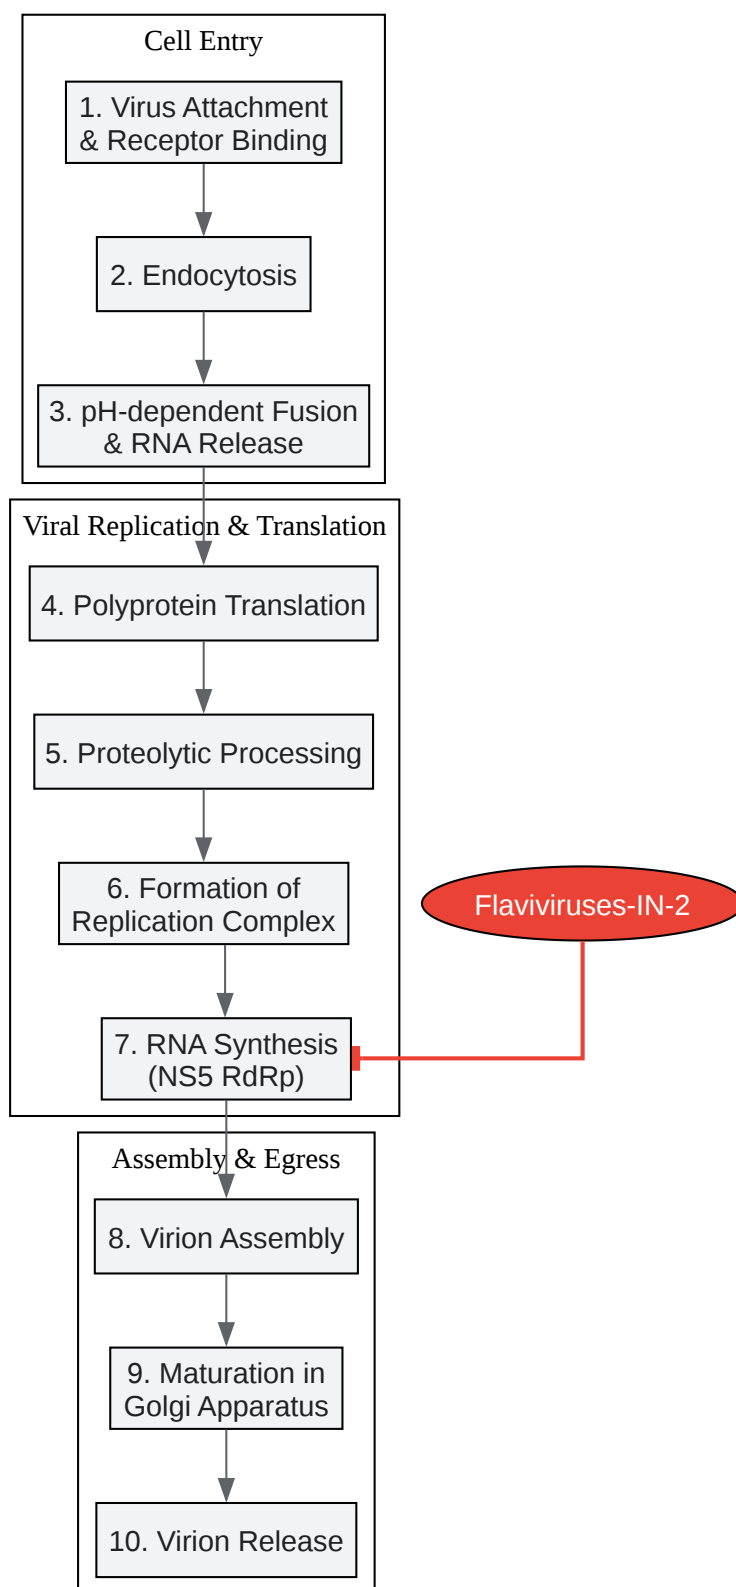 Cell Entry
1. Virus Attachment
& Receptor Binding
2. Endocytosis
3. pH-dependent Fusion
& RNA Release
Viral Replication & Translation
4. Polyprotein Translation
5. Proteolytic Processing
6. Formation of
Replication Complex
Flaviviruses-IN-2
7. RNA Synthesis
(NS5 RdRp)
Assembly & Egress
8. Virion Assembly
9. Maturation in
Golgi Apparatus
10. Virion Release